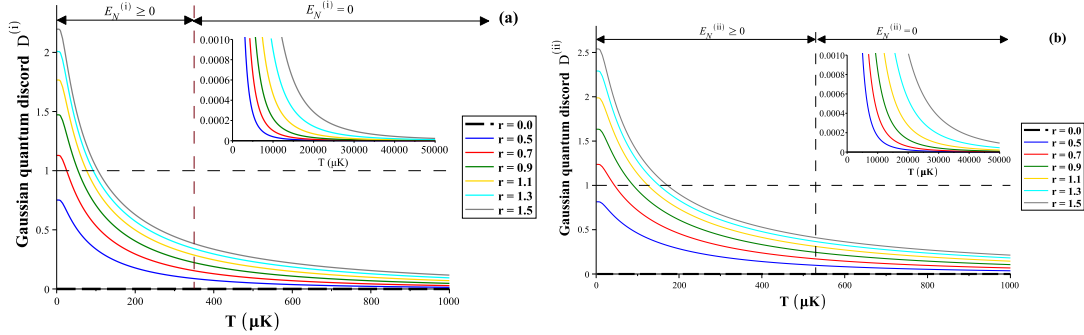 E_N^(i) ≥ 0
E_N^(i) = 0
(a)
Gaussian quantum discord D^(i)
2
1
0
0.0010
0.0008
0.0006
0.0004
0.0002
0
0 10000 20000 30000 40000 50000
T (μK)
r = 0.0
r = 0.5
r = 0.7
r = 0.9
r = 1.1
r = 1.3
r = 1.5
0 200 400 600 800 1000
T (μK)
E_N^(ii) ≥ 0
E_N^(ii) = 0
(b)
Gaussian quantum discord D^(ii)
2.5
2
1.5
1
0.5
0
0.0010
0.0008
0.0006
0.0004
0.0002
0
0 10000 20000 30000 40000 50000
T (μK)
r = 0.0
r = 0.5
r = 0.7
r = 0.9
r = 1.1
r = 1.3
r = 1.5
0 200 400 600 800 1000
T (μK)